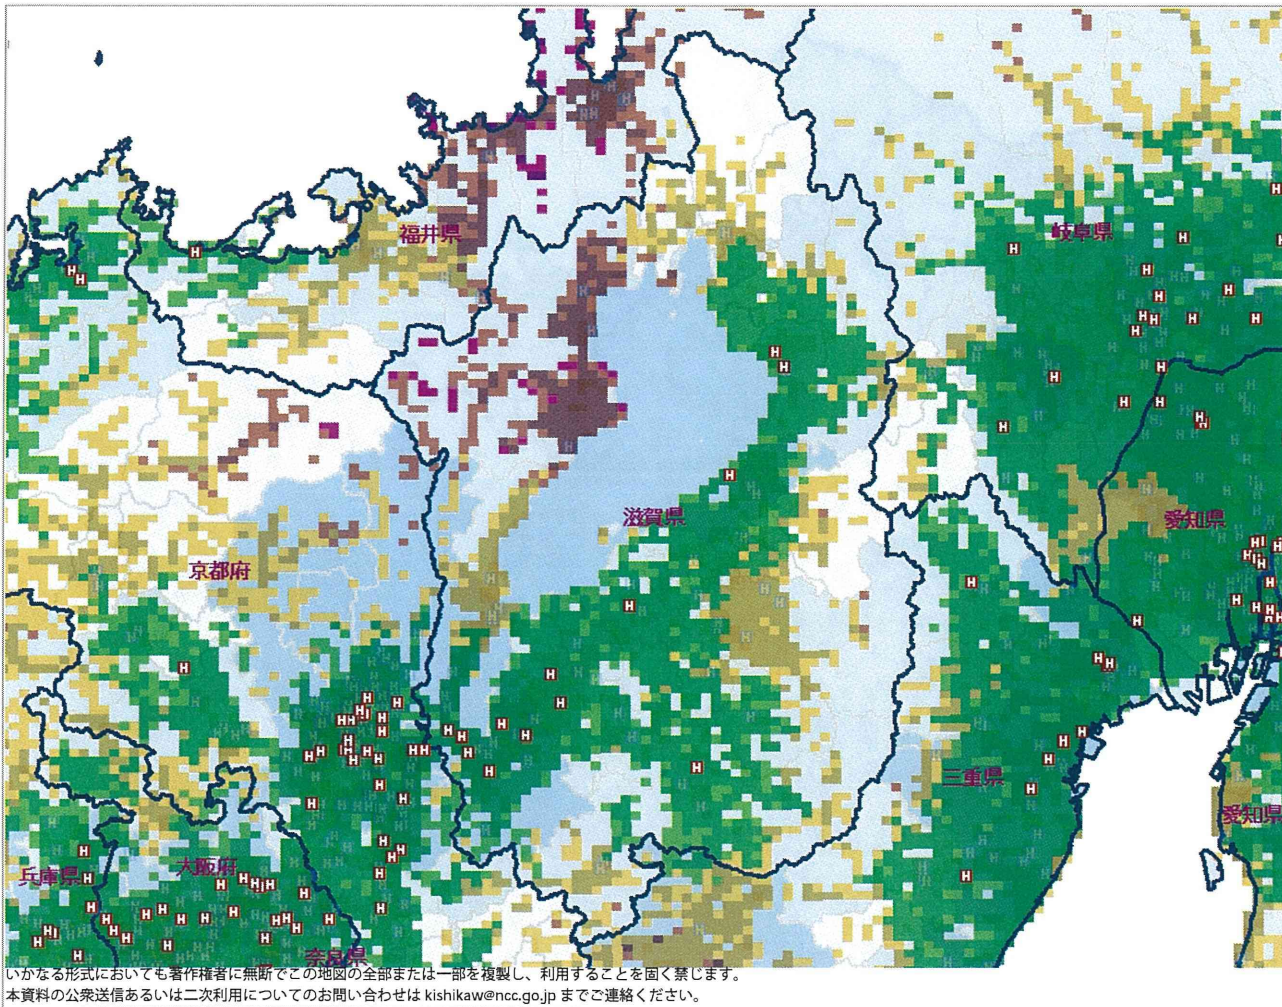 福井県
岐阜県
滋賀県
愛知県
京都府
三重県
愛知県
大阪府
兵庫県
奈良県
いかなる形式においても著作権者に無断でこの地図の全部または一部を複製し、利用することを固く禁じます。
本資料の公衆送信あるいは二次利用についてのお問い合わせは kishikaw@ncc.go.jp までご連絡ください。